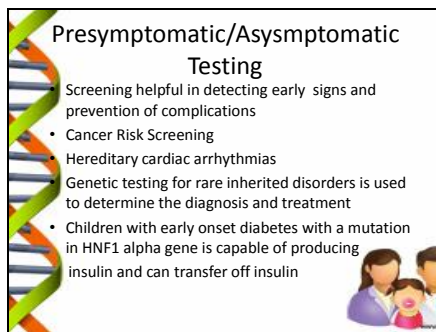 Presymptomatic/Asysmptomatic
Testing
• Screening helpful in detecting early signs and
prevention of complications
• Cancer Risk Screening
• Hereditary cardiac arrhythmias
• Genetic testing for rare inherited disorders is used
to determine the diagnosis and treatment
• Children with early onset diabetes with a mutation
in HNF1 alpha gene is capable of producing
insulin and can transfer off insulin